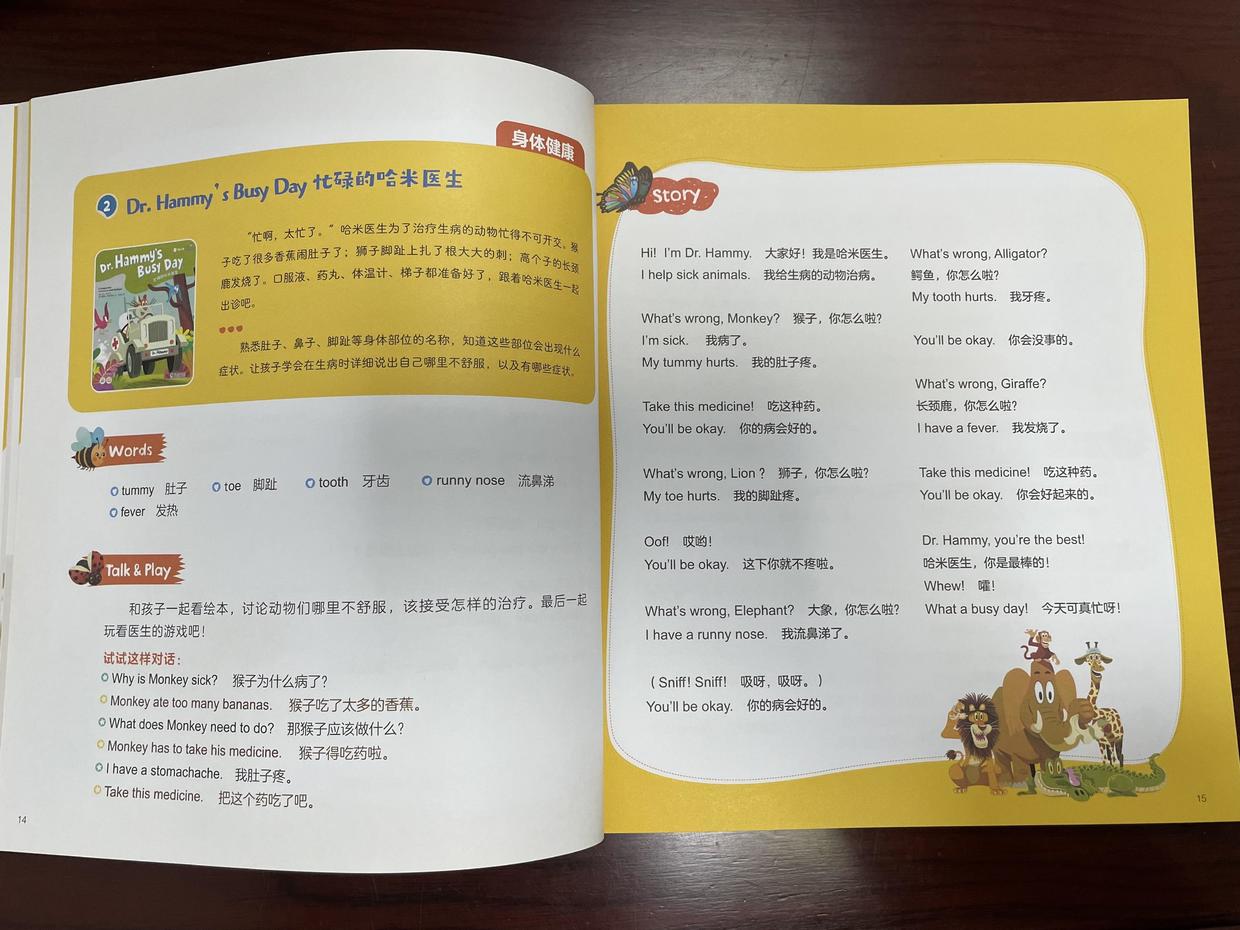 身体健康
2 Dr. Hammy's Busy Day 忙碌的哈米医生
Dr. Hammy's
Busy Day
“忙啊，太忙了。”哈米医生为了治疗生病的动物忙得不可开交。猴
子吃了很多香蕉闹肚子了；狮子脚趾上扎了根大大的刺；高个子的长颈
鹿发烧了。口服液、药丸、体温计、梯子都准备好了，跟着哈米医生一起
出诊吧。
熟悉肚子、鼻子、脚趾等身体部位的名称，知道这些部位会出现什么
症状。让孩子学会在生病时详细说出自己哪里不舒服，以及有哪些症状。
Words
tummy 肚子 toe 脚趾 tooth 牙齿 runny nose 流鼻涕
fever 发热
Talk & Play
和孩子一起看绘本，讨论动物们哪里不舒服，该接受怎样的治疗。最后一起
玩看医生的游戏吧！
试试这样对话：
Why is Monkey sick? 猴子为什么病了？
Monkey ate too many bananas. 猴子吃了太多的香蕉。
What does Monkey need to do? 那猴子应该做什么？
Monkey has to take his medicine. 猴子得吃药啦。
I have a stomachache. 我肚子疼。
Take this medicine. 把这个药吃了吧。
14
Story
Hi! I'm Dr. Hammy. 大家好！我是哈米医生。
I help sick animals. 我给生病的动物治病。
What's wrong, Monkey? 猴子，你怎么啦？
I'm sick. 我病了。
My tummy hurts. 我的肚子疼。
Take this medicine! 吃这种药。
You'll be okay. 你的病会好的。
What's wrong, Lion？ 狮子，你怎么啦？
My toe hurts. 我的脚趾疼。
Oof! 哎哟！
You'll be okay. 这下你就不疼啦。
What's wrong, Elephant? 大象，你怎么啦？
I have a runny nose. 我流鼻涕了。
（Sniff! Sniff! 吸呀，吸呀。）
You'll be okay. 你的病会好的。
What's wrong, Alligator?
鳄鱼，你怎么啦？
My tooth hurts. 我牙疼。
You'll be okay. 你会没事的。
What's wrong, Giraffe?
长颈鹿，你怎么啦？
I have a fever. 我发烧了。
Take this medicine! 吃这种药。
You'll be okay. 你会好起来的。
Dr. Hammy, you're the best!
哈米医生，你是最棒的！
Whew! 嚯！
What a busy day! 今天可真忙呀！
15